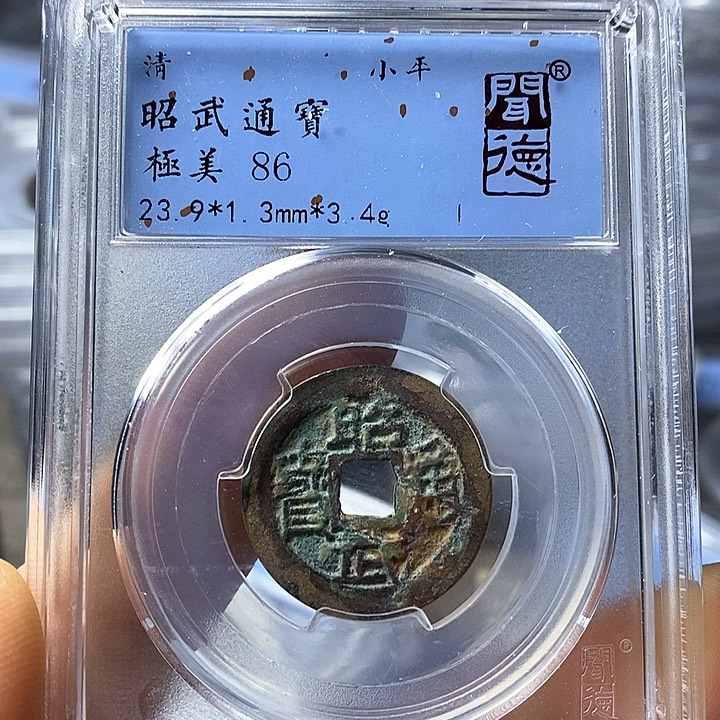 清 小平
昭武通寶
極美 86
23.9*1.3mm*3.4g
聞德®
昭武通寶
聞德®